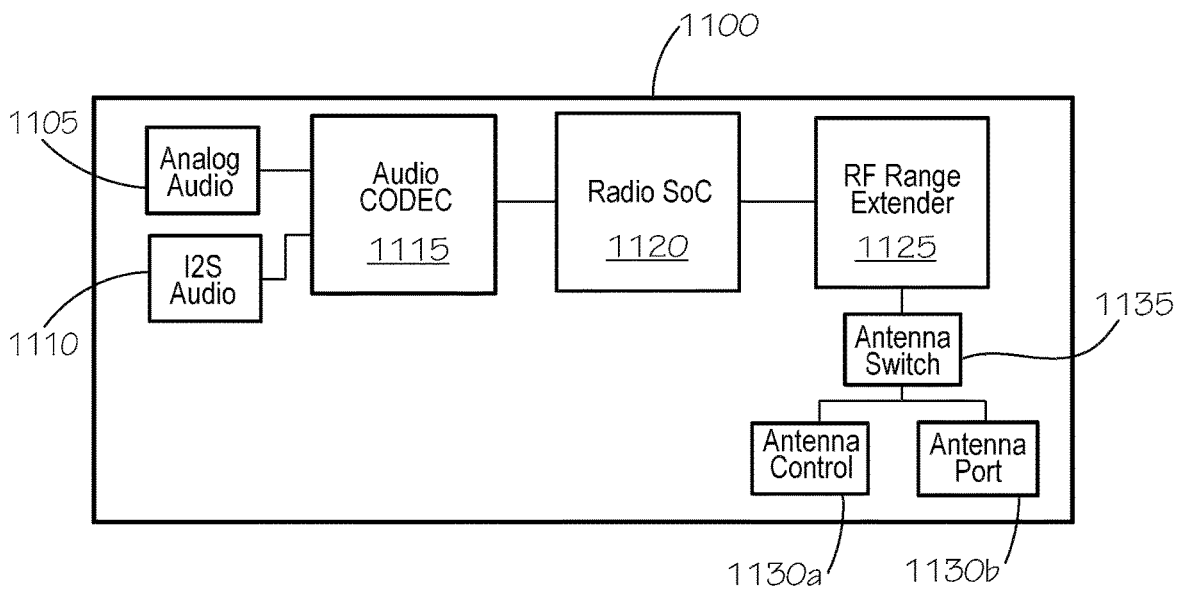 1100
1105
Analog
Audio
Audio
CODEC
1115
Radio SoC
1120
RF Range
Extender
1125
I2S
Audio
1110
1135
Antenna
Switch
Antenna
Control
Antenna
Port
1130a
1130b